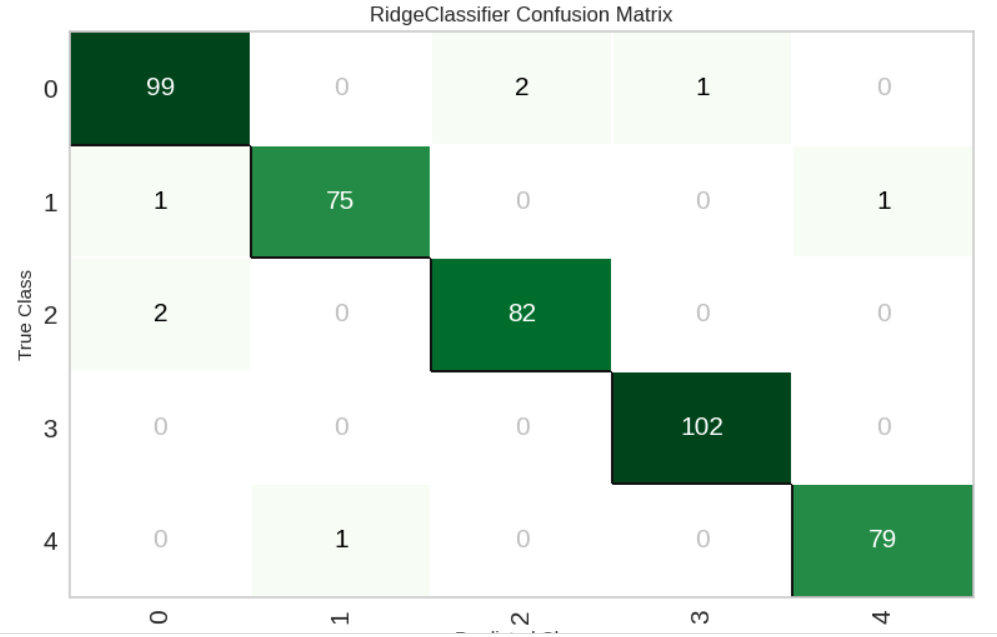 RidgeClassifier Confusion Matrix
0 99 0 2 1 0
1 1 75 0 0 1
True Class
2 2 0 82 0 0
3 0 0 0 102 0
4 0 1 0 0 79
0 1 2 3 4